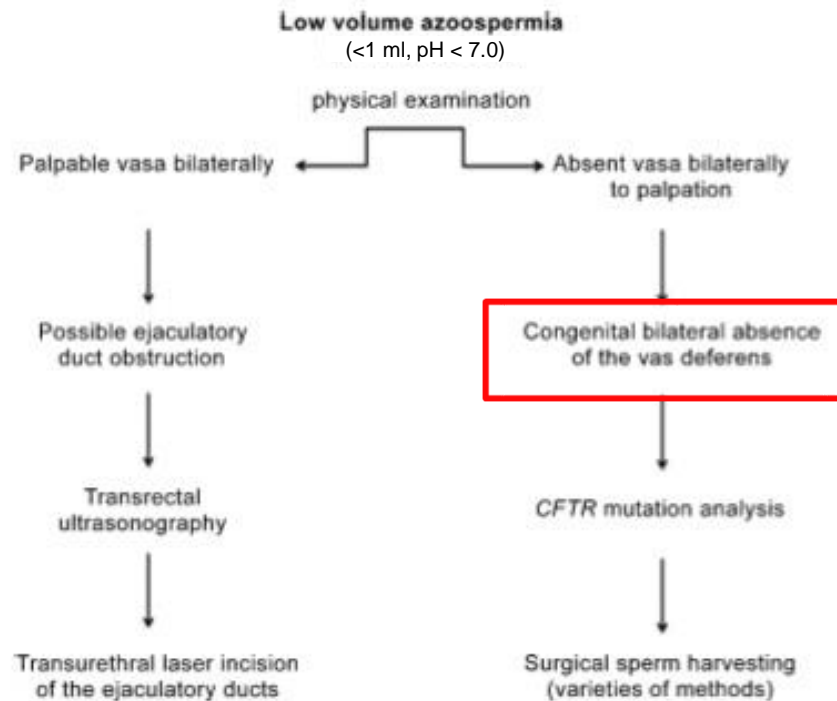 Low volume azoospermia
(<1 ml, pH < 7.0)
physical examination
Palpable vasa bilaterally
Absent vasa bilaterally
to palpation
Possible ejaculatory
duct obstruction
Congenital bilateral absence
of the vas deferens
Transrectal
ultrasonography
CFTR mutation analysis
Transurethral laser incision
of the ejaculatory ducts
Surgical sperm harvesting
(varieties of methods)